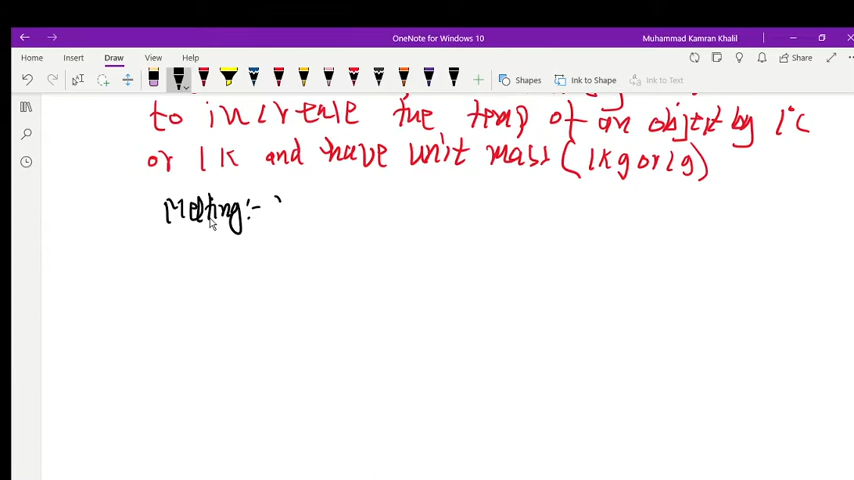 OneNote for Windows 10
Muhammad Kamran Khalil
Home Insert Draw View Help
Share
Shapes
Ink to Shape
Ink to Text
to increase the temp of an object by 1°C
or 1 K and have unit mass (1kg or 1g)
Melting:-